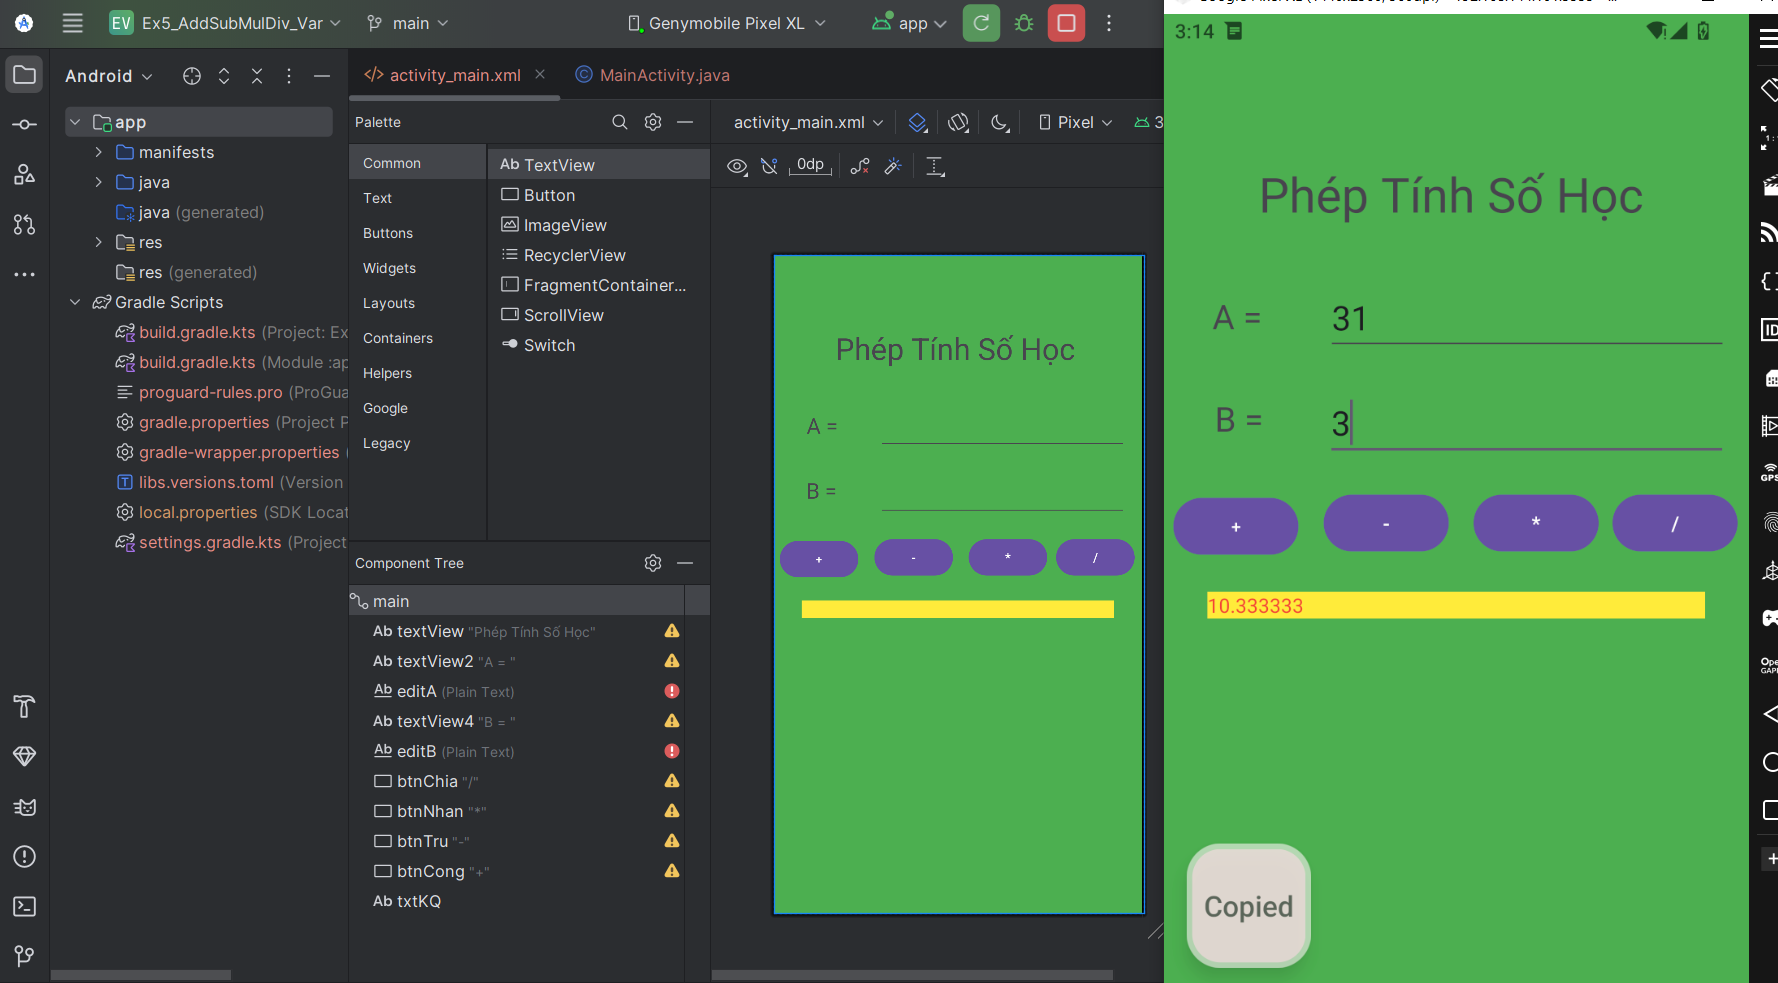 EV Ex5_AddSubMulDiv_Var
main
Genymobile Pixel XL
app
Android
app
manifests
java
java (generated)
res
res (generated)
Gradle Scripts
build.gradle.kts (Project: Ex
build.gradle.kts (Module :ap
proguard-rules.pro (ProGua
gradle.properties (Project P
gradle-wrapper.properties (
libs.versions.toml (Version
local.properties (SDK Locat
settings.gradle.kts (Project
activity_main.xml
MainActivity.java
Palette
Common
Text
Buttons
Widgets
Layouts
Containers
Helpers
Google
Legacy
Ab TextView
Button
ImageView
RecyclerView
FragmentContainer...
ScrollView
Switch
Component Tree
main
Ab textView "Phép Tính Số Học"
Ab textView2 "A = "
Ab editA (Plain Text)
Ab textView4 "B = "
Ab editB (Plain Text)
btnChia "/"
btnNhan "*"
btnTru "-"
btnCong "+"
Ab txtKQ
activity_main.xml
Pixel
3
0dp
Phép Tính Số Học
A =
B =
+ - * /
3:14
Phép Tính Số Học
A = 31
B = 3
+ - * /
10.333333
Copied
ID
GPS
Ope
GAPP